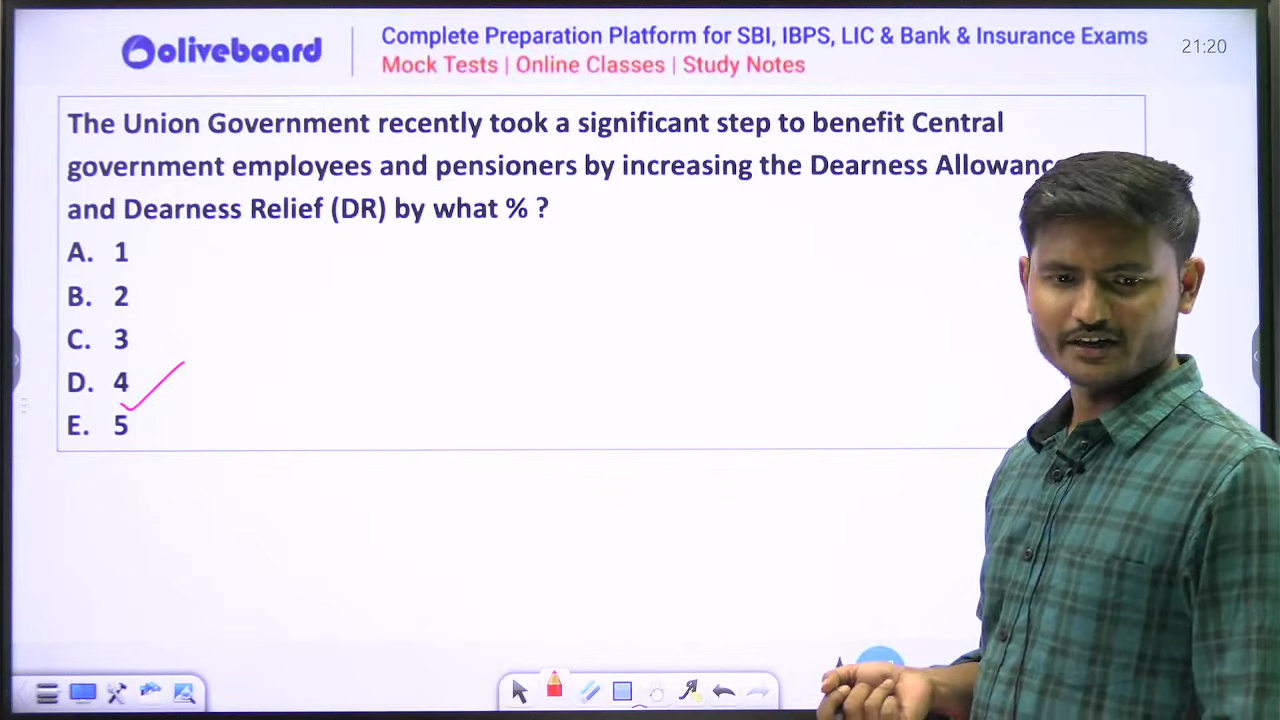 oliveboard
Complete Preparation Platform for SBI, IBPS, LIC & Bank & Insurance Exams
Mock Tests | Online Classes | Study Notes
21:20
The Union Government recently took a significant step to benefit Central
government employees and pensioners by increasing the Dearness Allowance
and Dearness Relief (DR) by what % ?
A. 1
B. 2
C. 3
D. 4
E. 5